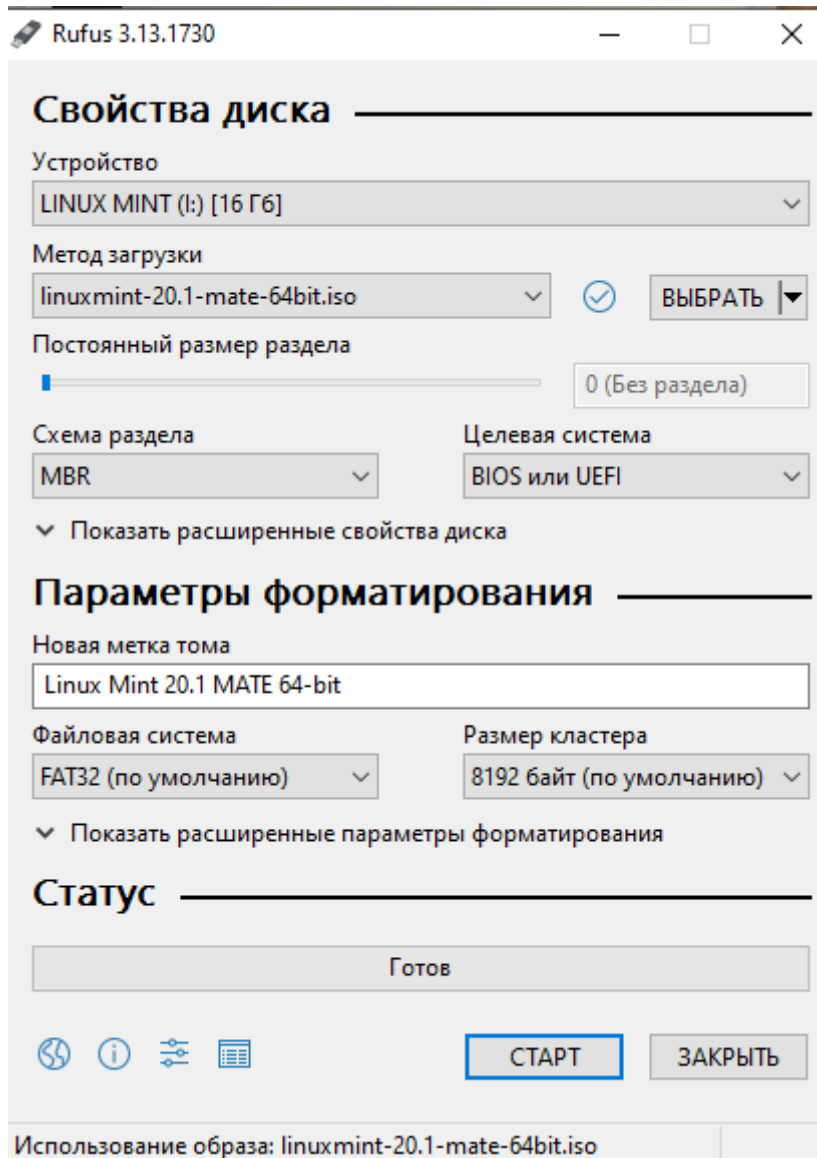 Rufus 3.13.1730
Свойства диска
Устройство
LINUX MINT (I:) [16 Гб]
Метод загрузки
linuxmint-20.1-mate-64bit.iso
ВЫБРАТЬ
Постоянный размер раздела
0 (Без раздела)
Схема раздела
Целевая система
MBR
BIOS или UEFI
Показать расширенные свойства диска
Параметры форматирования
Новая метка тома
Linux Mint 20.1 MATE 64-bit
Файловая система
Размер кластера
FAT32 (по умолчанию)
8192 байт (по умолчанию)
Показать расширенные параметры форматирования
Статус
Готов
СТАРТ
ЗАКРЫТЬ
Использование образа: linuxmint-20.1-mate-64bit.iso